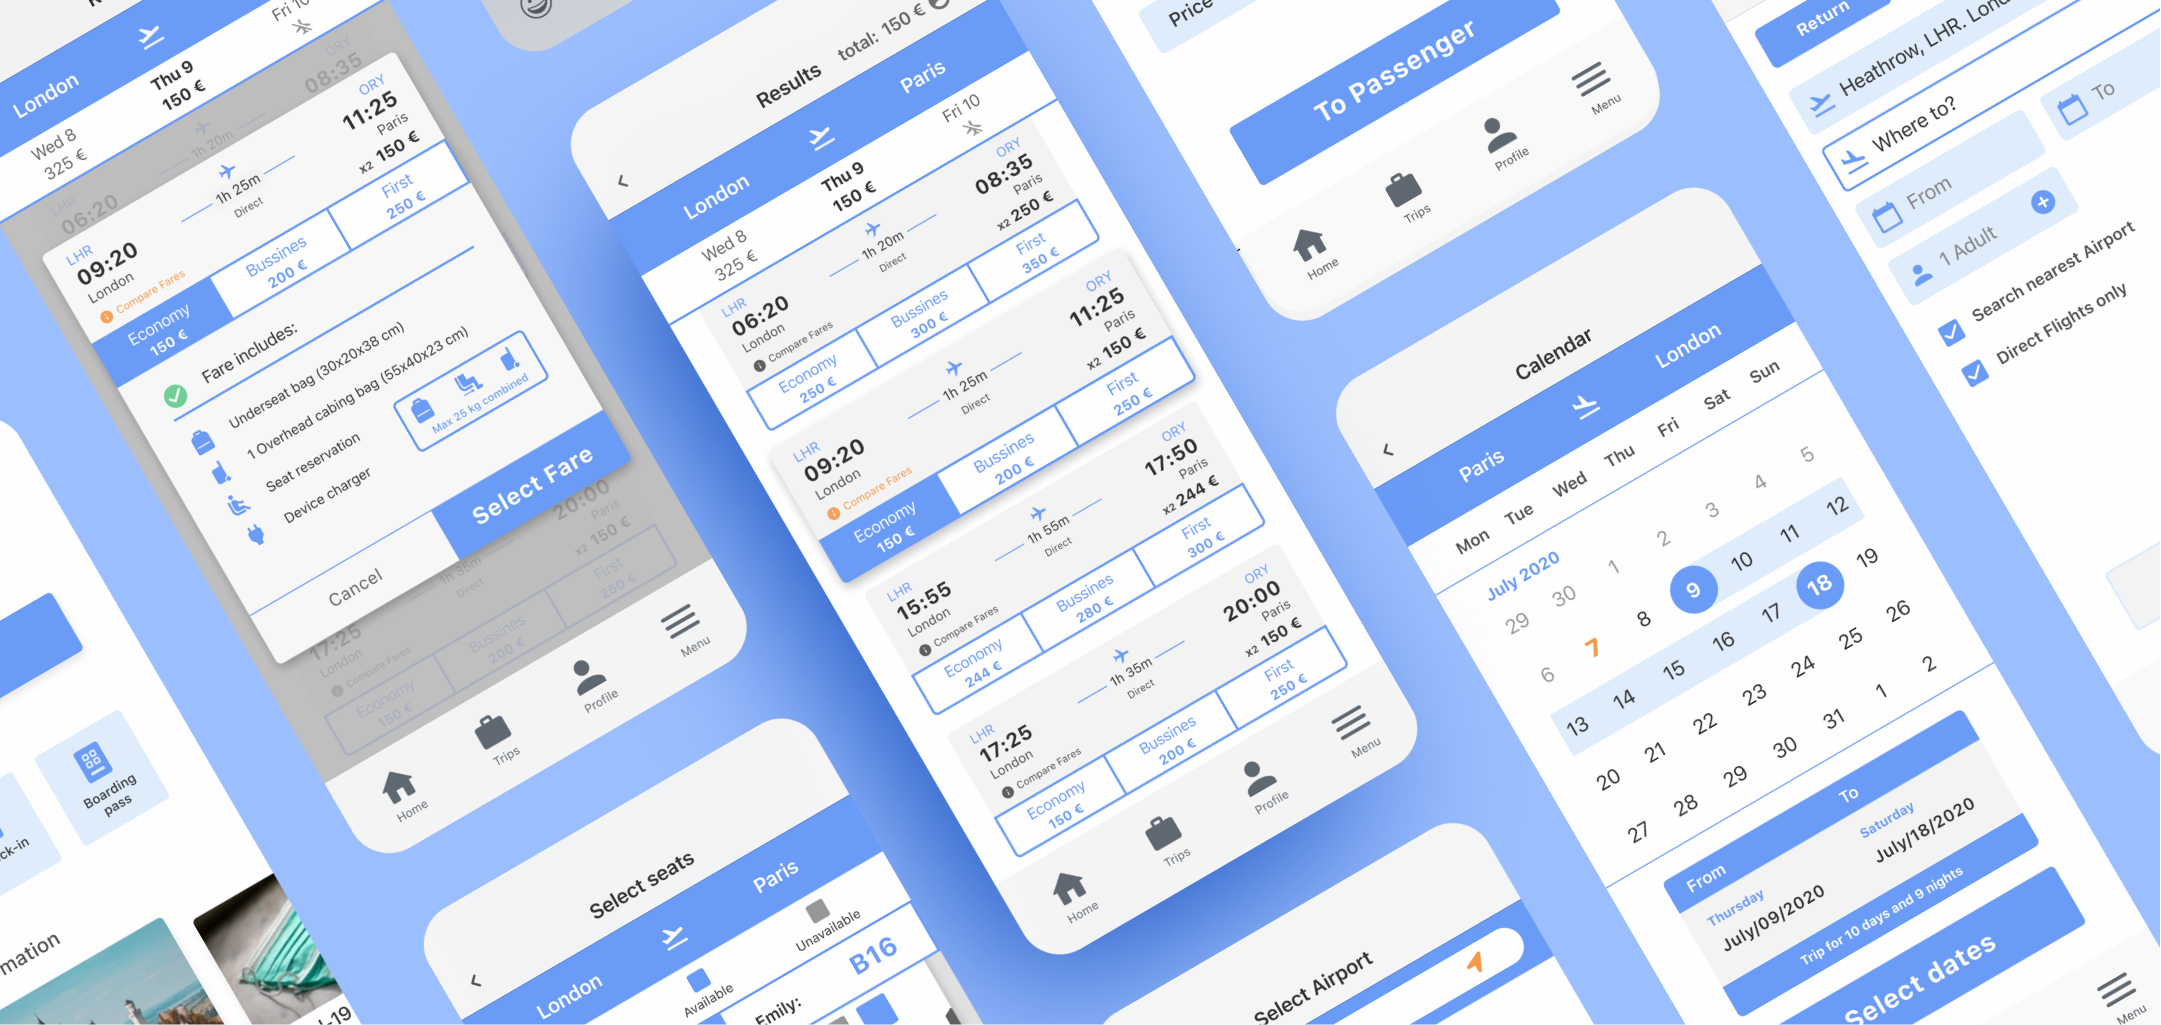 London
Wed 8
325 €
Thu 9
150 €
Fri 10
ORY
08:35
1h 20m
LHR
06:20
ORY
11:25
Paris
x2 150 €
1h 25m
Direct
LHR
09:20
London
Compare Fares
Economy
150 €
Bussines
200 €
First
250 €
Fare includes:
Underseat bag (30x20x38 cm)
1 Overhead cabing bag (55x40x23 cm)
Seat reservation
Device charger
Max 25 kg combined
Cancel
Select Fare
20:00
Paris
x2 150 €
1h 35m
Direct
17:25
London
Compare Fares
Economy
150 €
Bussines
200 €
First
250 €
Home
Trips
Profile
Menu
Boarding
pass
ck-in
mation
-19
Results
total: 150 €
London
Paris
Wed 8
325 €
Thu 9
150 €
Fri 10
LHR
06:20
London
Compare Fares
1h 20m
Direct
ORY
08:35
Paris
x2 250 €
Economy
250 €
Bussines
300 €
First
350 €
LHR
09:20
London
Compare Fares
1h 25m
Direct
ORY
11:25
Paris
x2 150 €
Economy
150 €
Bussines
200 €
First
250 €
LHR
15:55
London
Compare Fares
1h 55m
Direct
ORY
17:50
Paris
x2 244 €
Economy
244 €
Bussines
280 €
First
300 €
LHR
17:25
London
Compare Fares
1h 35m
Direct
ORY
20:00
Paris
x2 150 €
Economy
150 €
Bussines
200 €
First
250 €
Home
Trips
Profile
Menu
Select seats
London
Paris
Available
Unavailable
Emily:
B16
Price
To Passenger
Home
Trips
Profile
Menu
Calendar
Paris
London
Mon Tue Wed Thu Fri Sat Sun
July 2020
29 30 1 2 3 4 5
6 7 8 9 10 11 12
13 14 15 16 17 18 19
20 21 22 23 24 25 26
27 28 29 30 31 1 2
From
To
Thursday
July/09/2020
Saturday
July/18/2020
Trip for 10 days and 9 nights
Select dates
Menu
Select Airport
Return
Heathrow, LHR. Lon
Where to?
From
To
1 Adult
Search nearest Airport
Direct Flights only